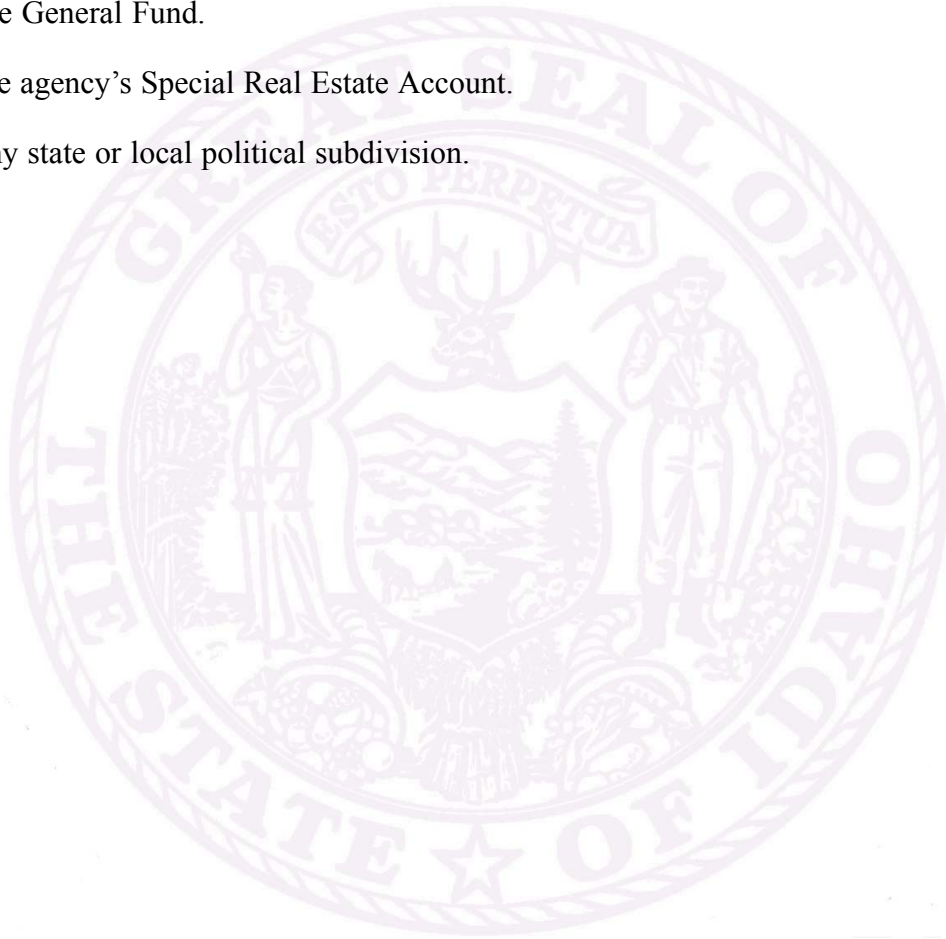 e General Fund.
e agency’s Special Real Estate Account.
y state or local political subdivision.
GREAT SEAL OF
ESTO PERPETUA
THE STATE OF IDAHO